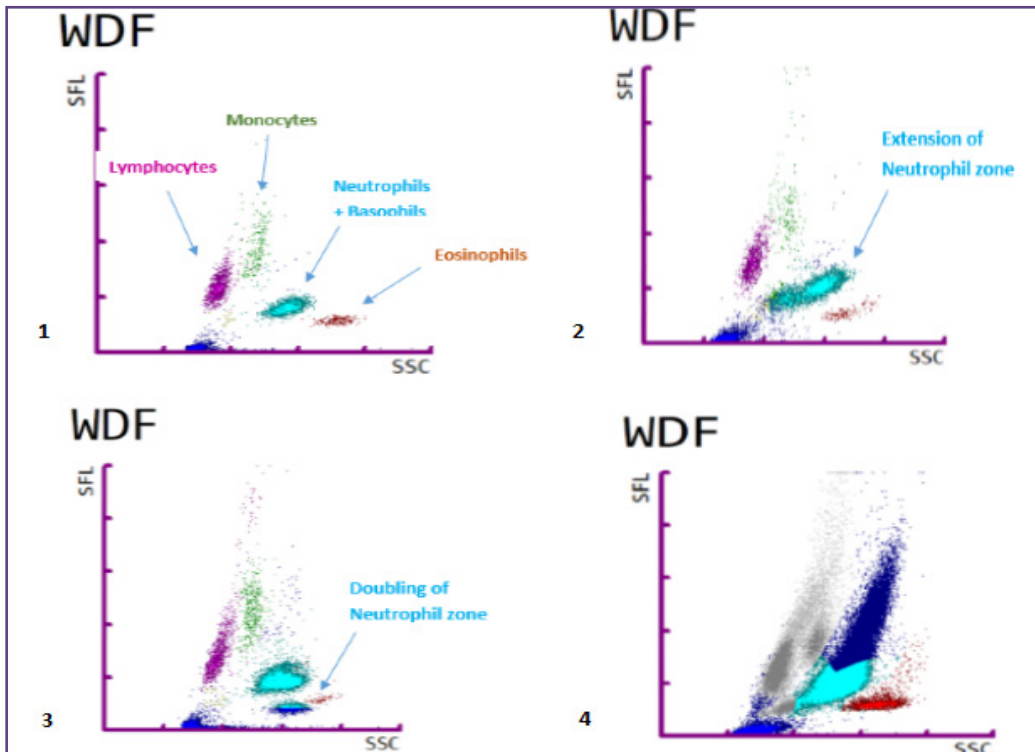 WDF
SFL
Monocytes
Lymphocytes
Neutrophils
+ Basophils
Eosinophils
1
SSC
WDF
SFL
Extension of
Neutrophil zone
2
SSC
WDF
SFL
Doubling of
Neutrophil zone
3
SSC
WDF
SFL
4
SSC